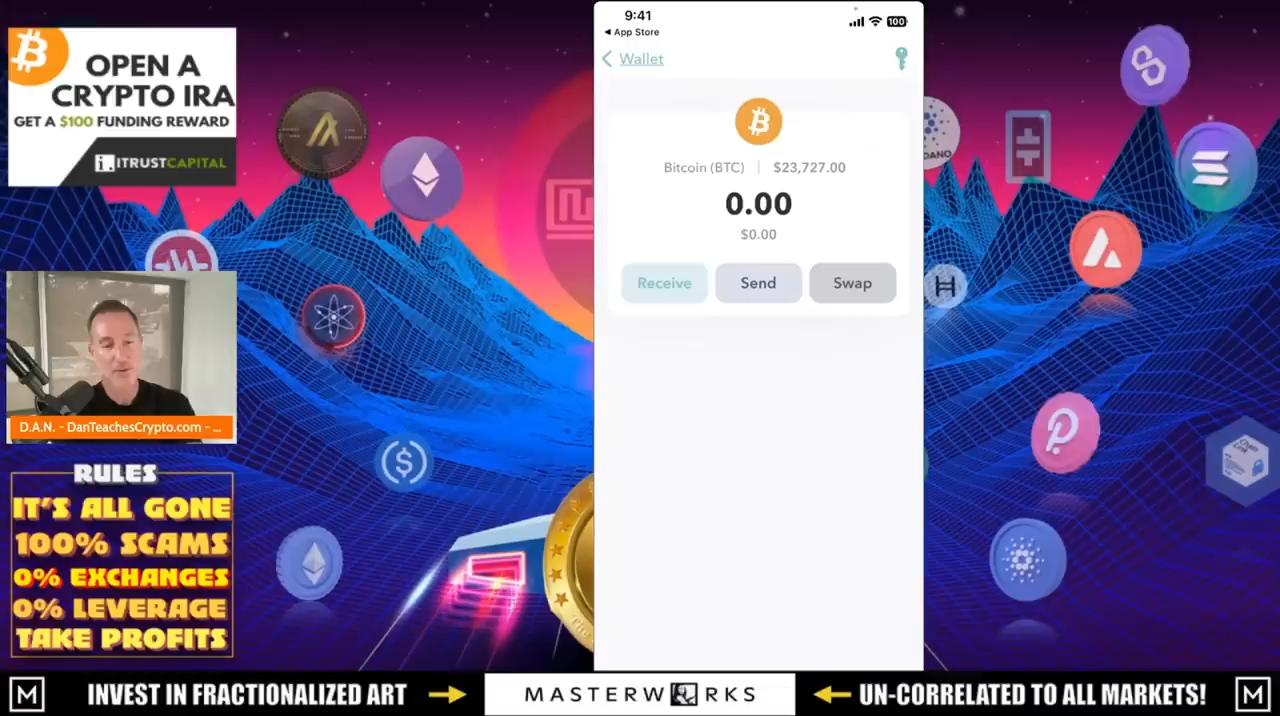 OPEN A
CRYPTO IRA
GET A $100 FUNDING REWARD
ITRUSTCAPITAL
D.A.N. - DanTeachesCrypto.com - ...
RULES
IT'S ALL GONE
100% SCAMS
0% EXCHANGES
0% LEVERAGE
TAKE PROFITS
9:41
App Store
100
Wallet
Bitcoin (BTC) | $23,727.00
0.00
$0.00
Receive
Send
Swap
DANO
M
INVEST IN FRACTIONALIZED ART
MASTERWORKS
UN-CORRELATED TO ALL MARKETS!
M